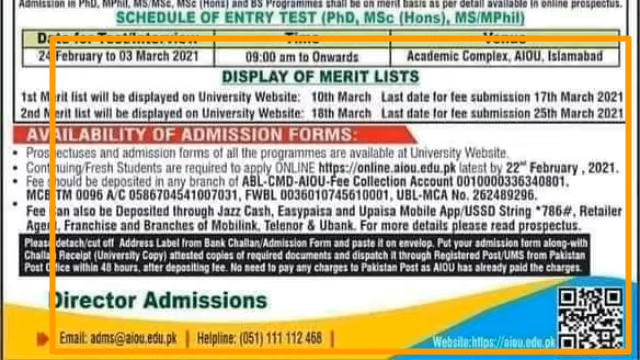 Admission in PhD, MPhil, MS/MSc, MSc (Hons) and BS Programmes shall be on merit basis as per detail available in online prospectus.
SCHEDULE OF ENTRY TEST (PhD, MSc (Hons), MS/MPhil)
Date for Test/Interview Time Venue
24 February to 03 March 2021 09:00 am to Onwards Academic Complex, AIOU, Islamabad
DISPLAY OF MERIT LISTS
1st Merit list will be displayed on University Website: 10th March Last date for fee submission 17th March 2021
2nd Merit list will be displayed on University Website: 18th March Last date for fee submission 25th March 2021
AVAILABILITY OF ADMISSION FORMS:
• Prospectuses and admission forms of all the programmes are available at University Website.
• Continuing/Fresh Students are required to apply ONLINE https://online.aiou.edu.pk latest by 22nd February , 2021.
• Fee should be deposited in any branch of ABL-CMD-AIOU-Fee Collection Account 0010000336340801.
MCB TM 0096 A/C 0586704541007031, FWBL 0036010745610001, UBL-MCA No. 262489296.
• Fee can also be Deposited through Jazz Cash, Easypaisa and Upaisa Mobile App/USSD String *786#, Retailer
Agent, Franchise and Branches of Mobilink, Telenor & Ubank. For more details please read prospectus.
Please detach/cut off Address Label from Bank Challan/Admission Form and paste it on envelop. Put your admission form along-with
Challan Receipt (University Copy) attested copies of required documents and dispatch it through Registered Post/UMS from Pakistan
Post Office within 48 hours, after depositing fee. No need to pay any charges to Pakistan Post as AIOU has already paid the charges.
Director Admissions
Email: adms@aiou.edu.pk | Helpline: (051) 111 112 468 | Website:https://aiou.edu.pk